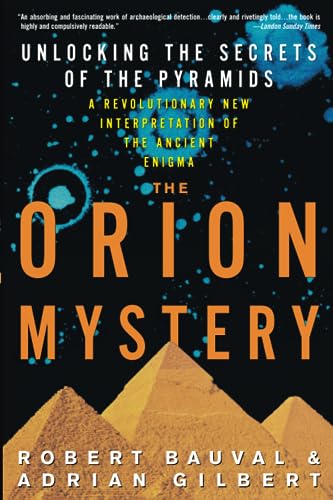 "An absorbing and fascinating work of archaeological detection...clearly and rivetingly told...the book is
highly and compulsively readable." —London Sunday Times
UNLOCKING THE SECRETS
OF THE PYRAMIDS
A REVOLUTIONARY NEW
INTERPRETATION OF
THE ANCIENT
ENIGMA
THE
ORION
MYSTERY
ROBERT BAUVAL &
ADRIAN GILBERT